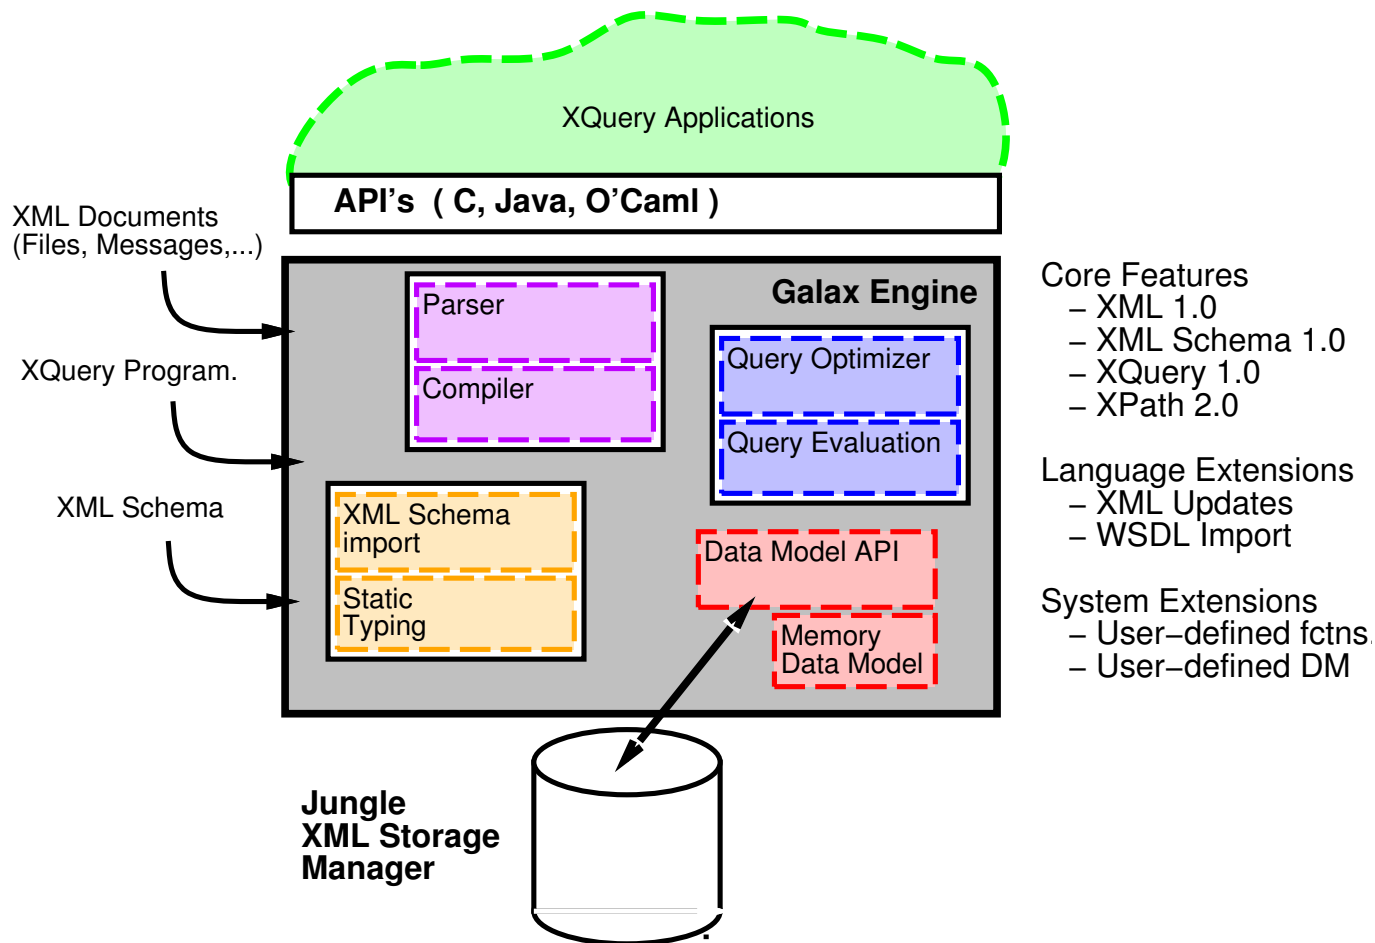 XQuery Applications
API's ( C, Java, O'Caml )
XML Documents
(Files, Messages,...)
XQuery Program.
XML Schema
Galax Engine
Parser
Compiler
Query Optimizer
Query Evaluation
XML Schema
import
Static
Typing
Data Model API
Memory
Data Model
Core Features
– XML 1.0
– XML Schema 1.0
– XQuery 1.0
– XPath 2.0
Language Extensions
– XML Updates
– WSDL Import
System Extensions
– User–defined fctns.
– User–defined DM
Jungle
XML Storage
Manager